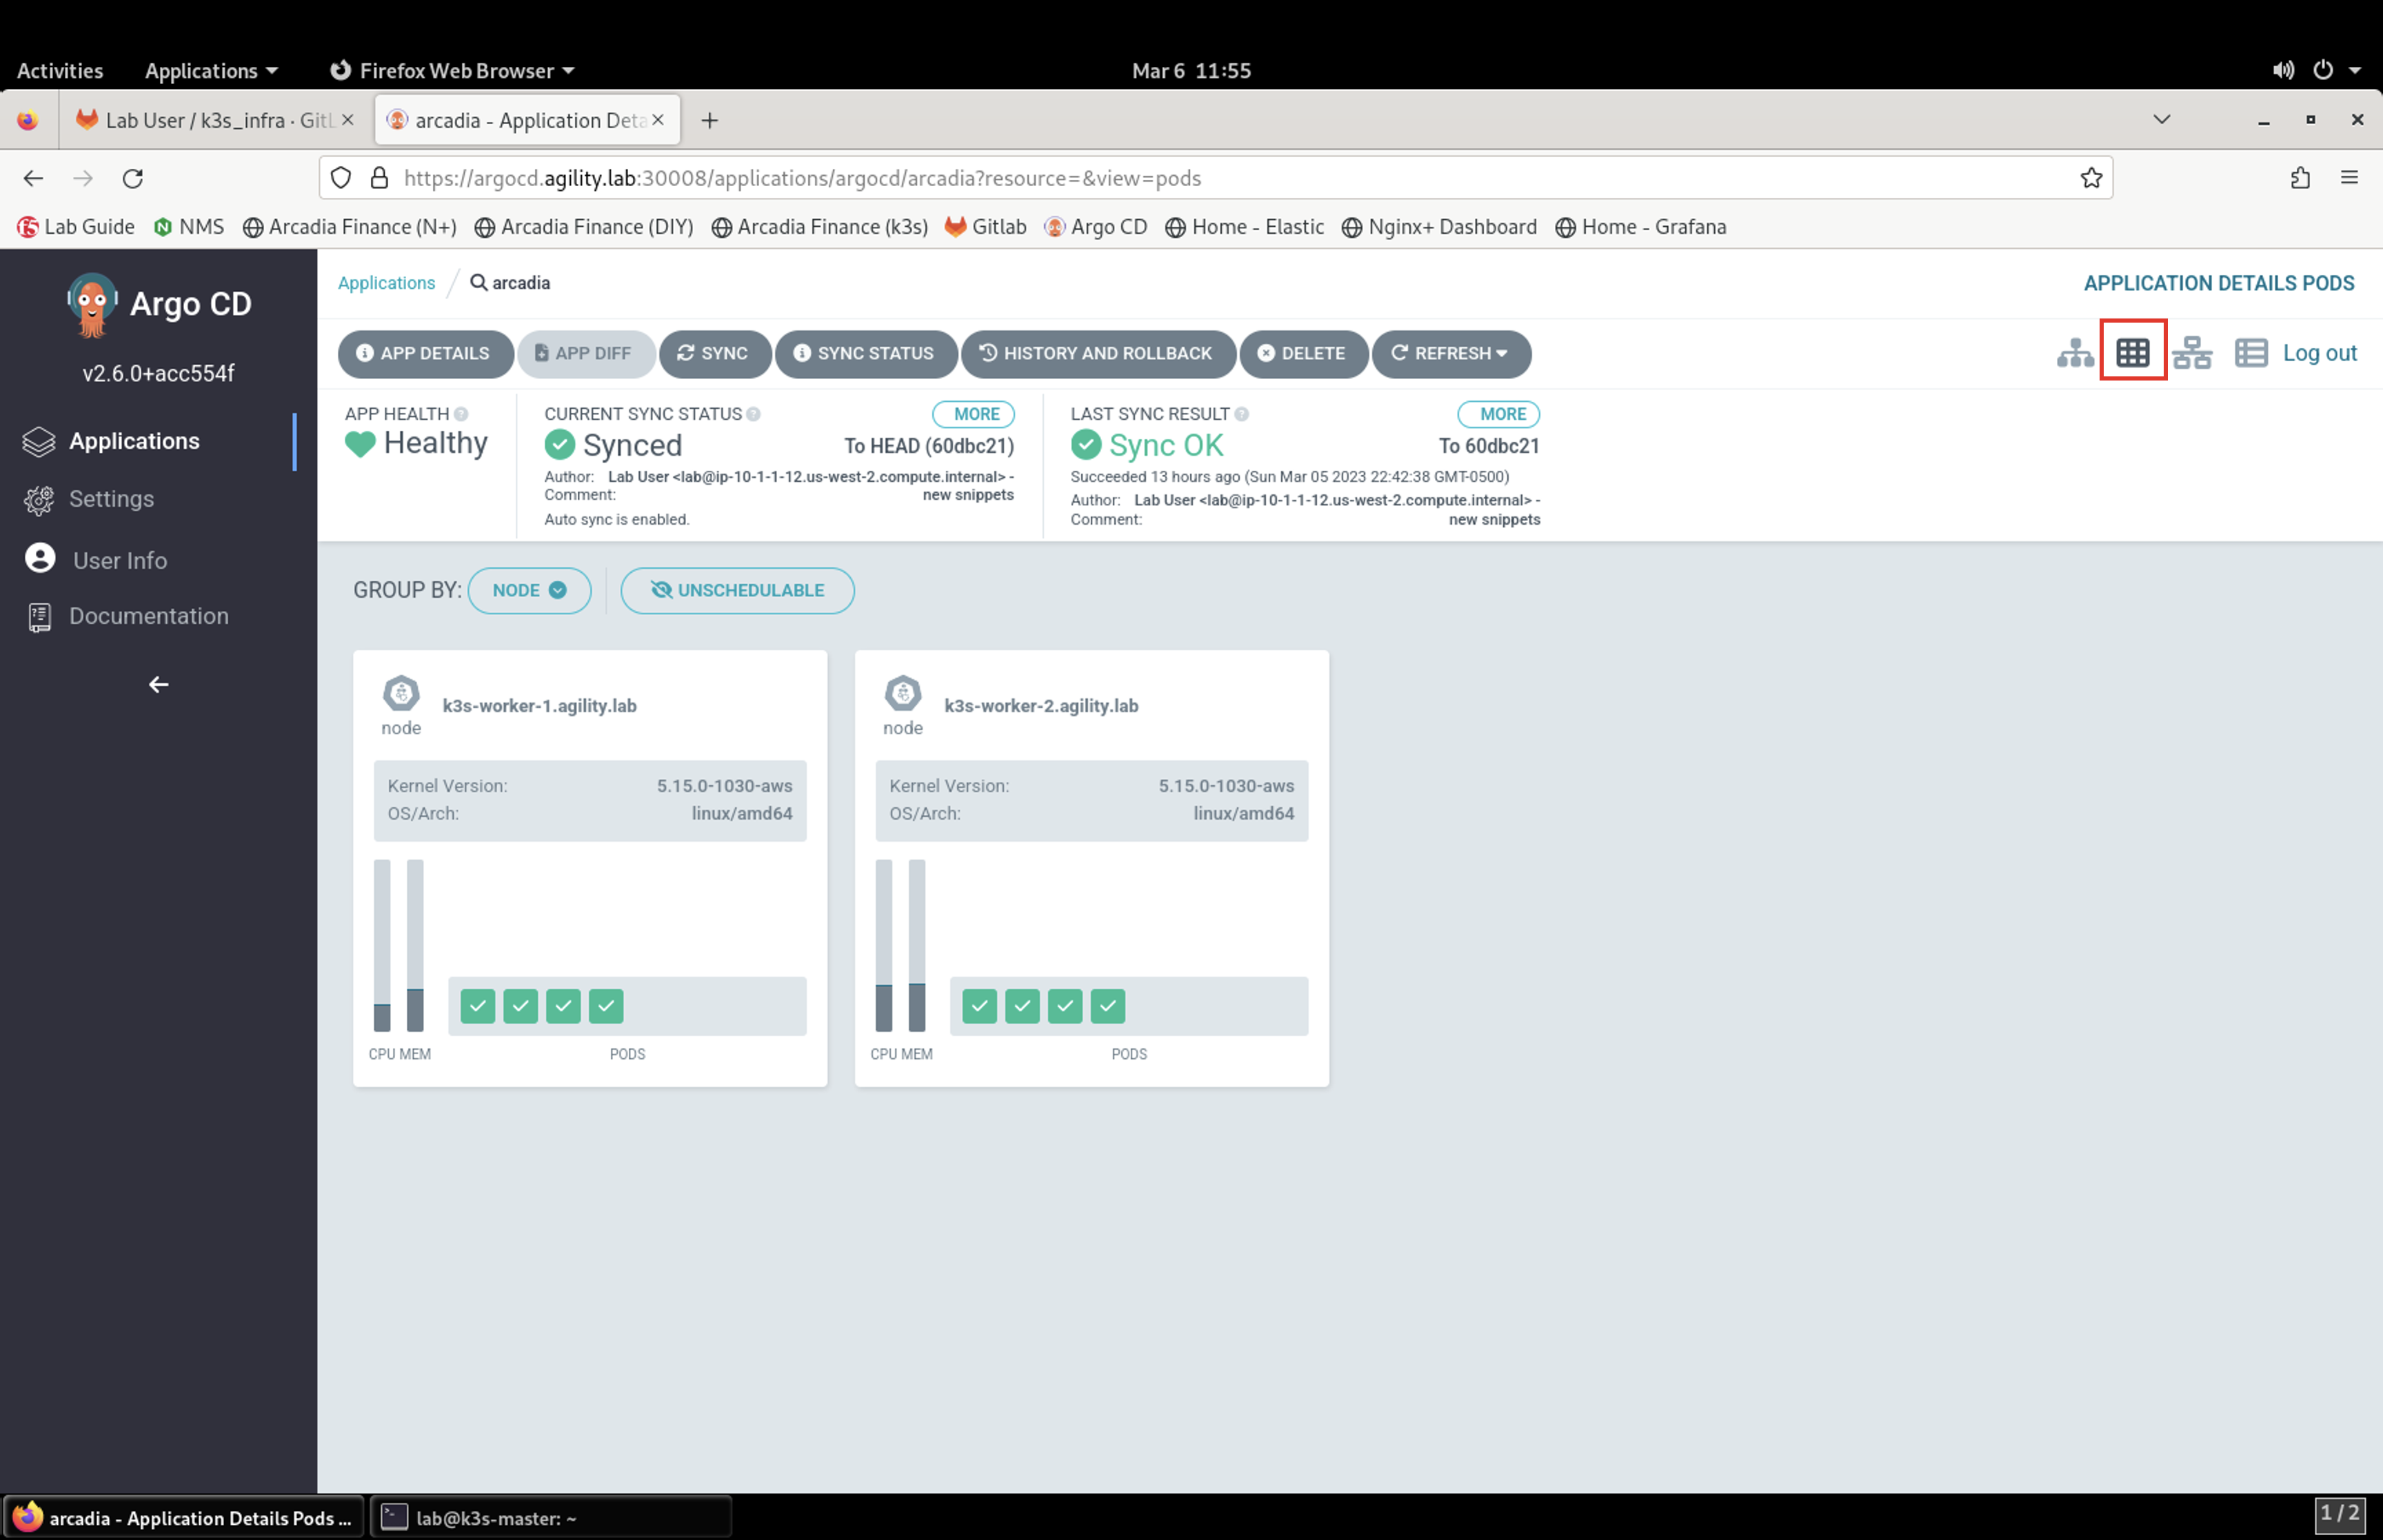 Activities Applications Firefox Web Browser Mar 6 11:55
Lab User / k3s_infra · GitL arcadia - Application Deta
https://argocd.agility.lab:30008/applications/argocd/arcadia?resource=&view=pods
Lab Guide NMS Arcadia Finance (N+) Arcadia Finance (DIY) Arcadia Finance (k3s) Gitlab Argo CD Home - Elastic Nginx+ Dashboard Home - Grafana
Argo CD
v2.6.0+acc554f
Applications
Settings
User Info
Documentation
Applications / arcadia APPLICATION DETAILS PODS
APP DETAILS APP DIFF SYNC SYNC STATUS HISTORY AND ROLLBACK DELETE REFRESH Log out
APP HEALTH
Healthy
CURRENT SYNC STATUS MORE
Synced To HEAD (60dbc21)
Author: Lab User <lab@ip-10-1-1-12.us-west-2.compute.internal> -
Comment: new snippets
Auto sync is enabled.
LAST SYNC RESULT MORE
Sync OK To 60dbc21
Succeeded 13 hours ago (Sun Mar 05 2023 22:42:38 GMT-0500)
Author: Lab User <lab@ip-10-1-1-12.us-west-2.compute.internal> -
Comment: new snippets
GROUP BY: NODE UNSCHEDULABLE
k3s-worker-1.agility.lab
node
Kernel Version: 5.15.0-1030-aws
OS/Arch: linux/amd64
CPU MEM PODS
k3s-worker-2.agility.lab
node
Kernel Version: 5.15.0-1030-aws
OS/Arch: linux/amd64
CPU MEM PODS
arcadia - Application Details Pods ... lab@k3s-master: ~ 1 / 2